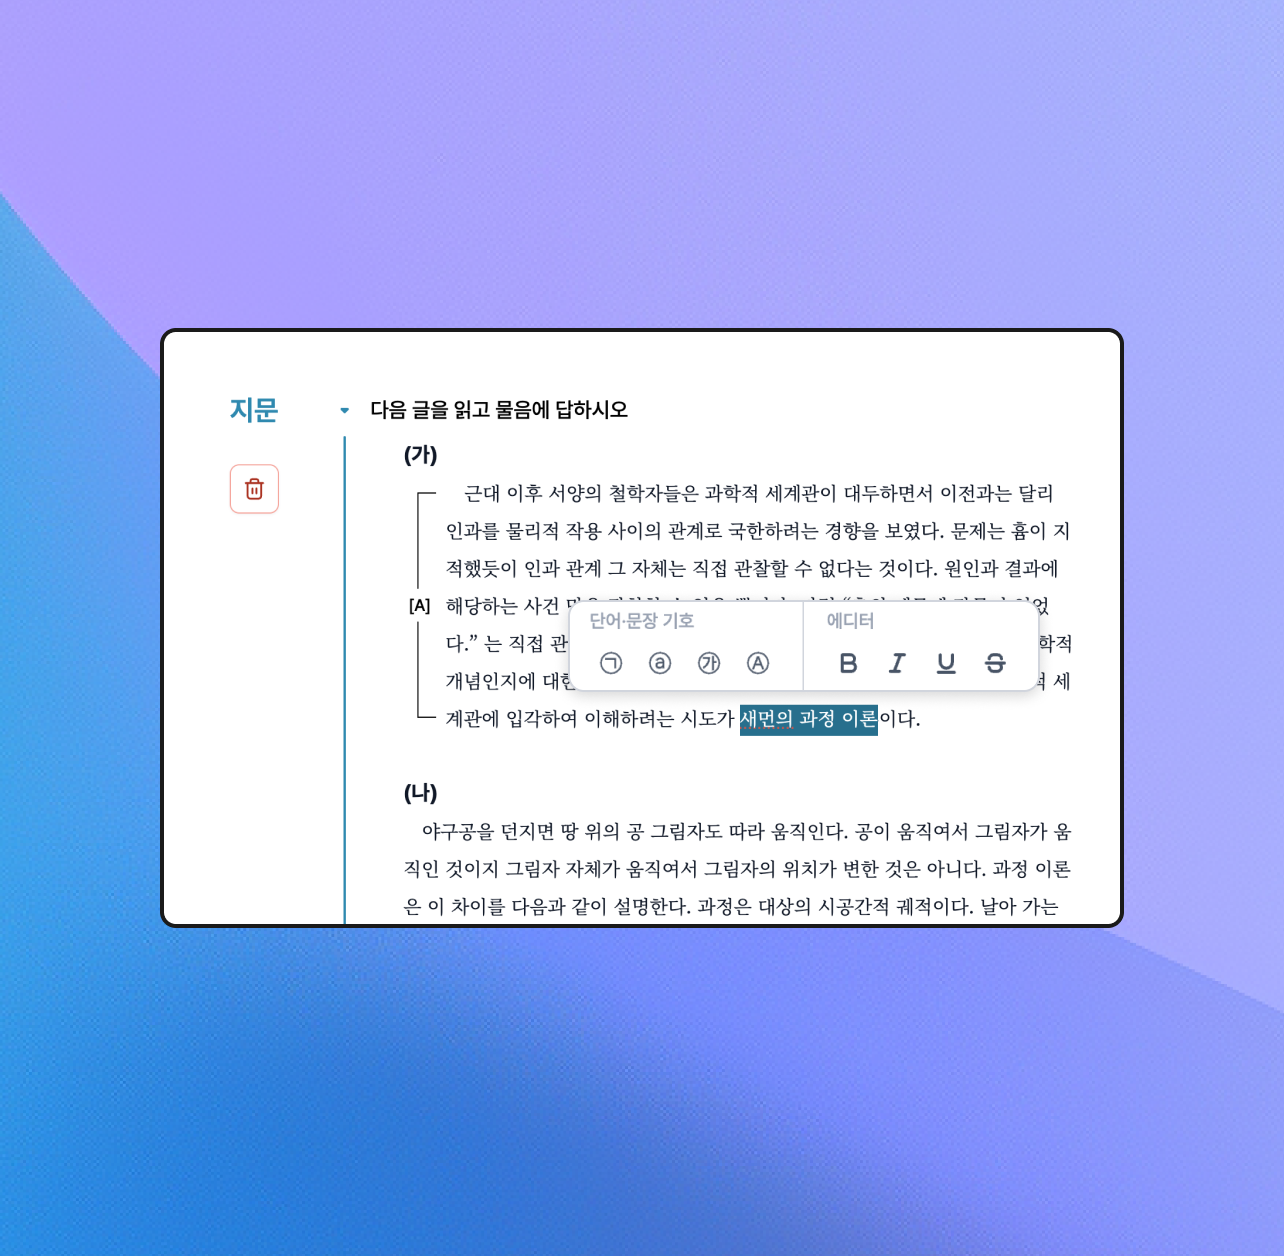 지문
다음 글을 읽고 물음에 답하시오
(가)
근대 이후 서양의 철학자들은 과학적 세계관이 대두하면서 이전과는 달리
인과를 물리적 작용 사이의 관계로 국한하려는 경향을 보였다. 문제는 흄이 지
적했듯이 인과 관계 그 자체는 직접 관찰할 수 없다는 것이다. 원인과 결과에
[A]
해당하는 사건
단어·문장 기호
에디터
다.” 는 직접
학적
㉠ ⓐ ㉮ Ⓐ
B I U S
개념인지에
세
계관에 입각하여 이해하려는 시도가 새먼의 과정 이론이다.
(나)
야구공을 던지면 땅 위의 공 그림자도 따라 움직인다. 공이 움직여서 그림자가 움
직인 것이지 그림자 자체가 움직여서 그림자의 위치가 변한 것은 아니다. 과정 이론
은 이 차이를 다음과 같이 설명한다. 과정은 대상의 시공간적 궤적이다. 날아 가는